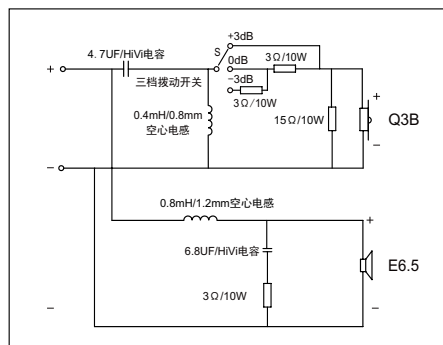 +3dB
4.7UF/HiVi电容
S
0dB
3Ω/10W
+
三档拨动开关
−3dB
3Ω/10W
+
0.4mH/0.8mm
空心电感
15Ω/10W
Q3B
−
−
0.8mH/1.2mm空心电感
+
6.8UF/HiVi电容
E6.5
3Ω/10W
−
−